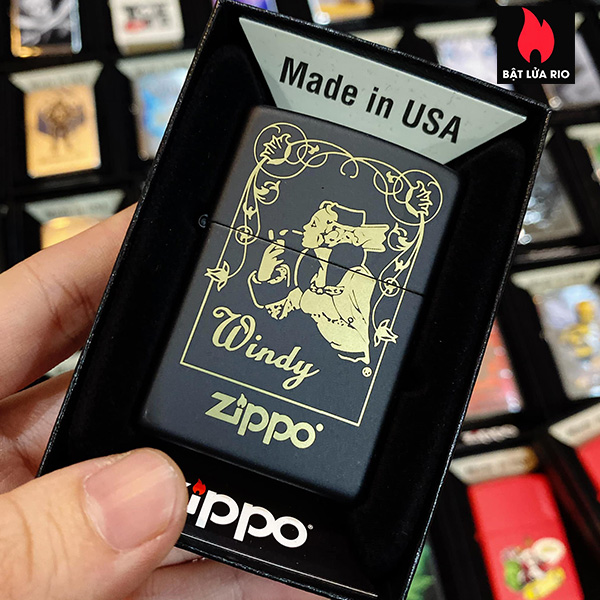 BẬT LỬA RIO
Made in USA
Windy
zippo
zippo